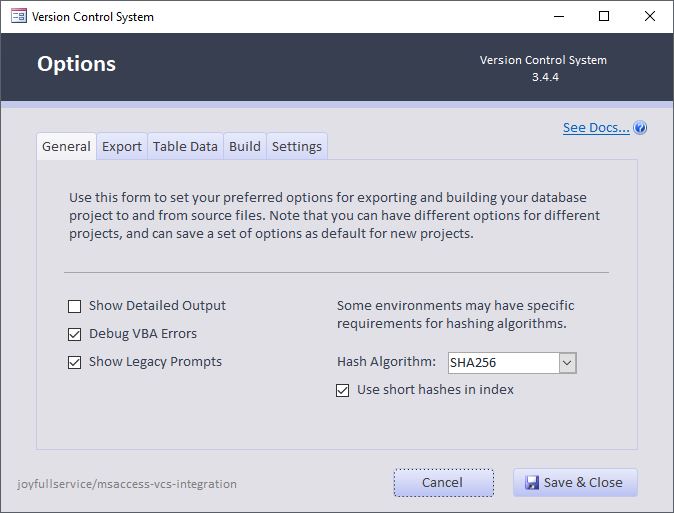 Version Control System
Options
Version Control System
3.4.4
See Docs...
General
Export
Table Data
Build
Settings
Use this form to set your preferred options for exporting and building your database
project to and from source files. Note that you can have different options for different
projects, and can save a set of options as default for new projects.
Show Detailed Output
Debug VBA Errors
Show Legacy Prompts
Some environments may have specific
requirements for hashing algorithms.
Hash Algorithm: SHA256
Use short hashes in index
joyfullservice/msaccess-vcs-integration
Cancel
Save & Close